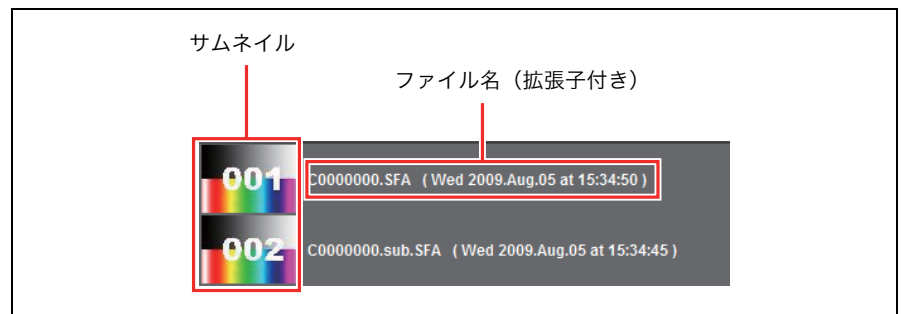 サムネイル
ファイル名（拡張子付き）
001
C0000000.SFA ( Wed 2009.Aug.05 at 15:34:50 )
002
C0000000.sub.SFA ( Wed 2009.Aug.05 at 15:34:45 )